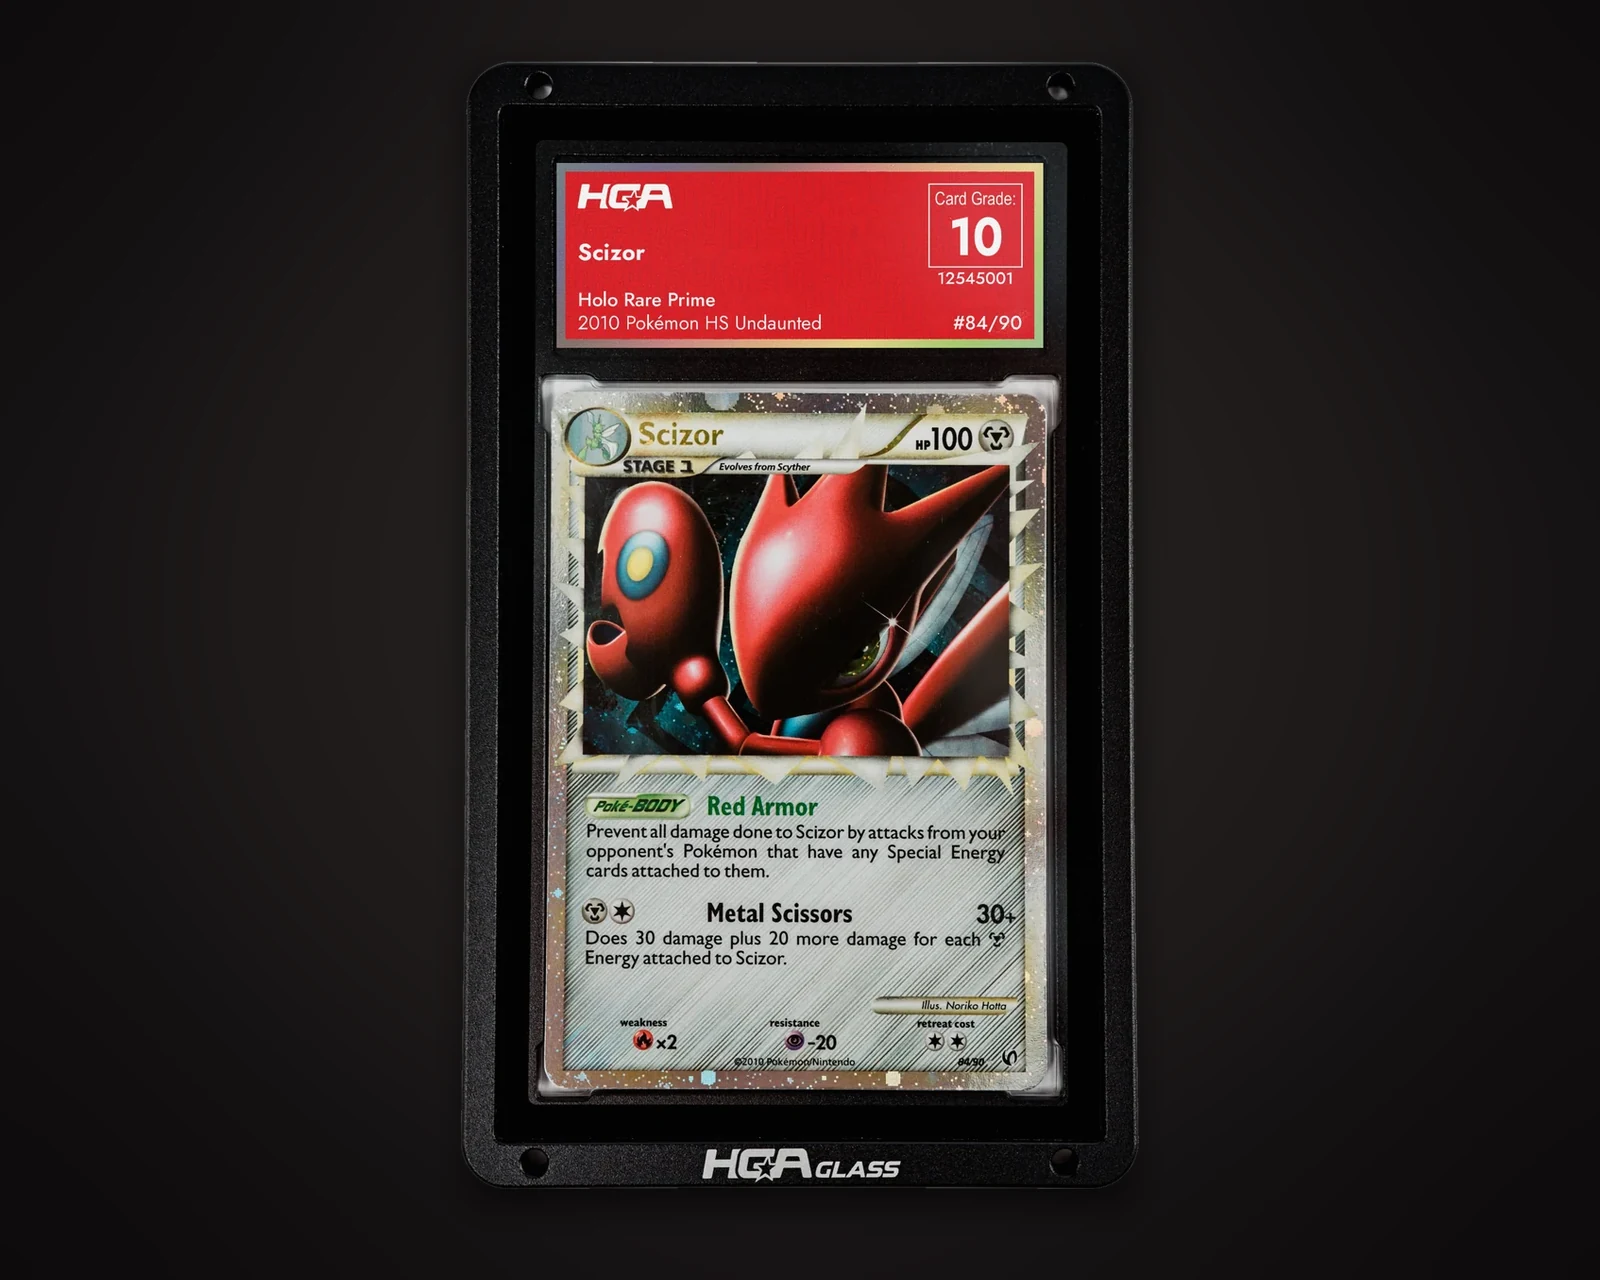 HGA
Card Grade:
10
12545001
Scizor
Holo Rare Prime
2010 Pokémon HS Undaunted
#84/90
Scizor
HP100
STAGE 1
Evolves from Scyther
Poké-BODY Red Armor
Prevent all damage done to Scizor by attacks from your
opponent's Pokémon that have any Special Energy
cards attached to them.
Metal Scissors 30+
Does 30 damage plus 20 more damage for each
Energy attached to Scizor.
Illus. Noriko Hotta
weakness
×2
resistance
-20
retreat cost
©2010 Pokémon/Nintendo
84/90
HGA GLASS